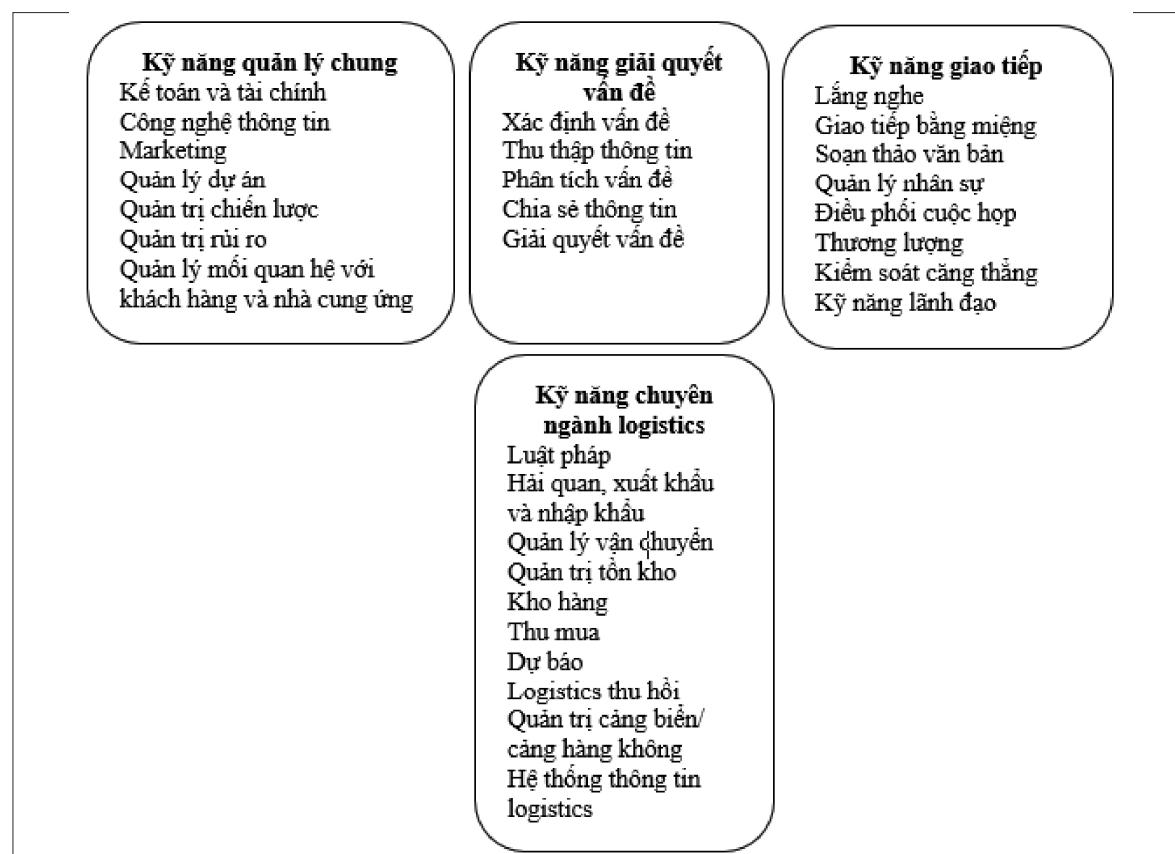 Kỹ năng quản lý chung
Kế toán và tài chính
Công nghệ thông tin
Marketing
Quản lý dự án
Quản trị chiến lược
Quản trị rủi ro
Quản lý mối quan hệ với
khách hàng và nhà cung ứng
Kỹ năng giải quyết
vấn đề
Xác định vấn đề
Thu thập thông tin
Phân tích vấn đề
Chia sẻ thông tin
Giải quyết vấn đề
Kỹ năng giao tiếp
Lắng nghe
Giao tiếp bằng miệng
Soạn thảo văn bản
Quản lý nhân sự
Điều phối cuộc họp
Thương lượng
Kiểm soát căng thẳng
Kỹ năng lãnh đạo
Kỹ năng chuyên
ngành logistics
Luật pháp
Hải quan, xuất khẩu
và nhập khẩu
Quản lý vận chuyển
Quản trị tồn kho
Kho hàng
Thu mua
Dự báo
Logistics thu hồi
Quản trị cảng biển/
cảng hàng không
Hệ thống thông tin
logistics